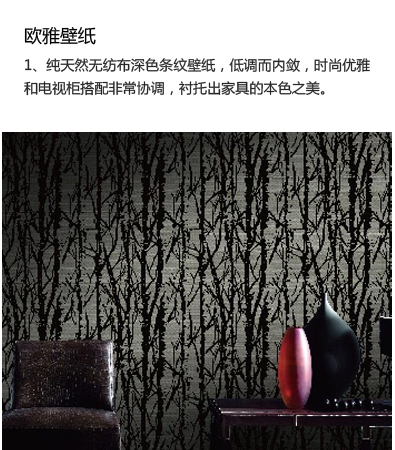 欧雅壁纸
1、纯天然无纺布深色条纹壁纸，低调而内敛，时尚优雅
和电视柜搭配非常协调，衬托出家具的本色之美。